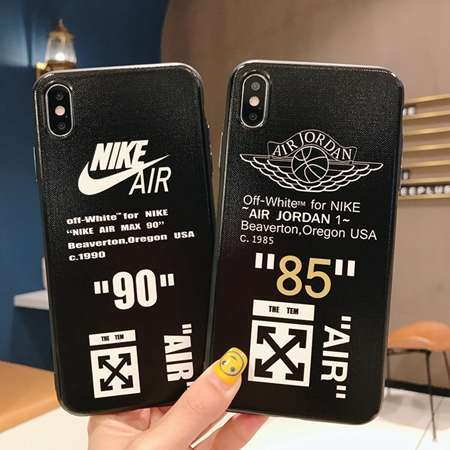 NIKE
AIR
off-White™ for NIKE
"NIKE AIR MAX 90"
Beaverton,Oregon USA
c.1990
"90"
THE TEM
"AIR"
AIR JORDAN
Off-White™ for NIKE
~AIR JORDAN 1~
Beaverton,Oregon USA
c. 1985
"85"
THE TEM
"AIR"